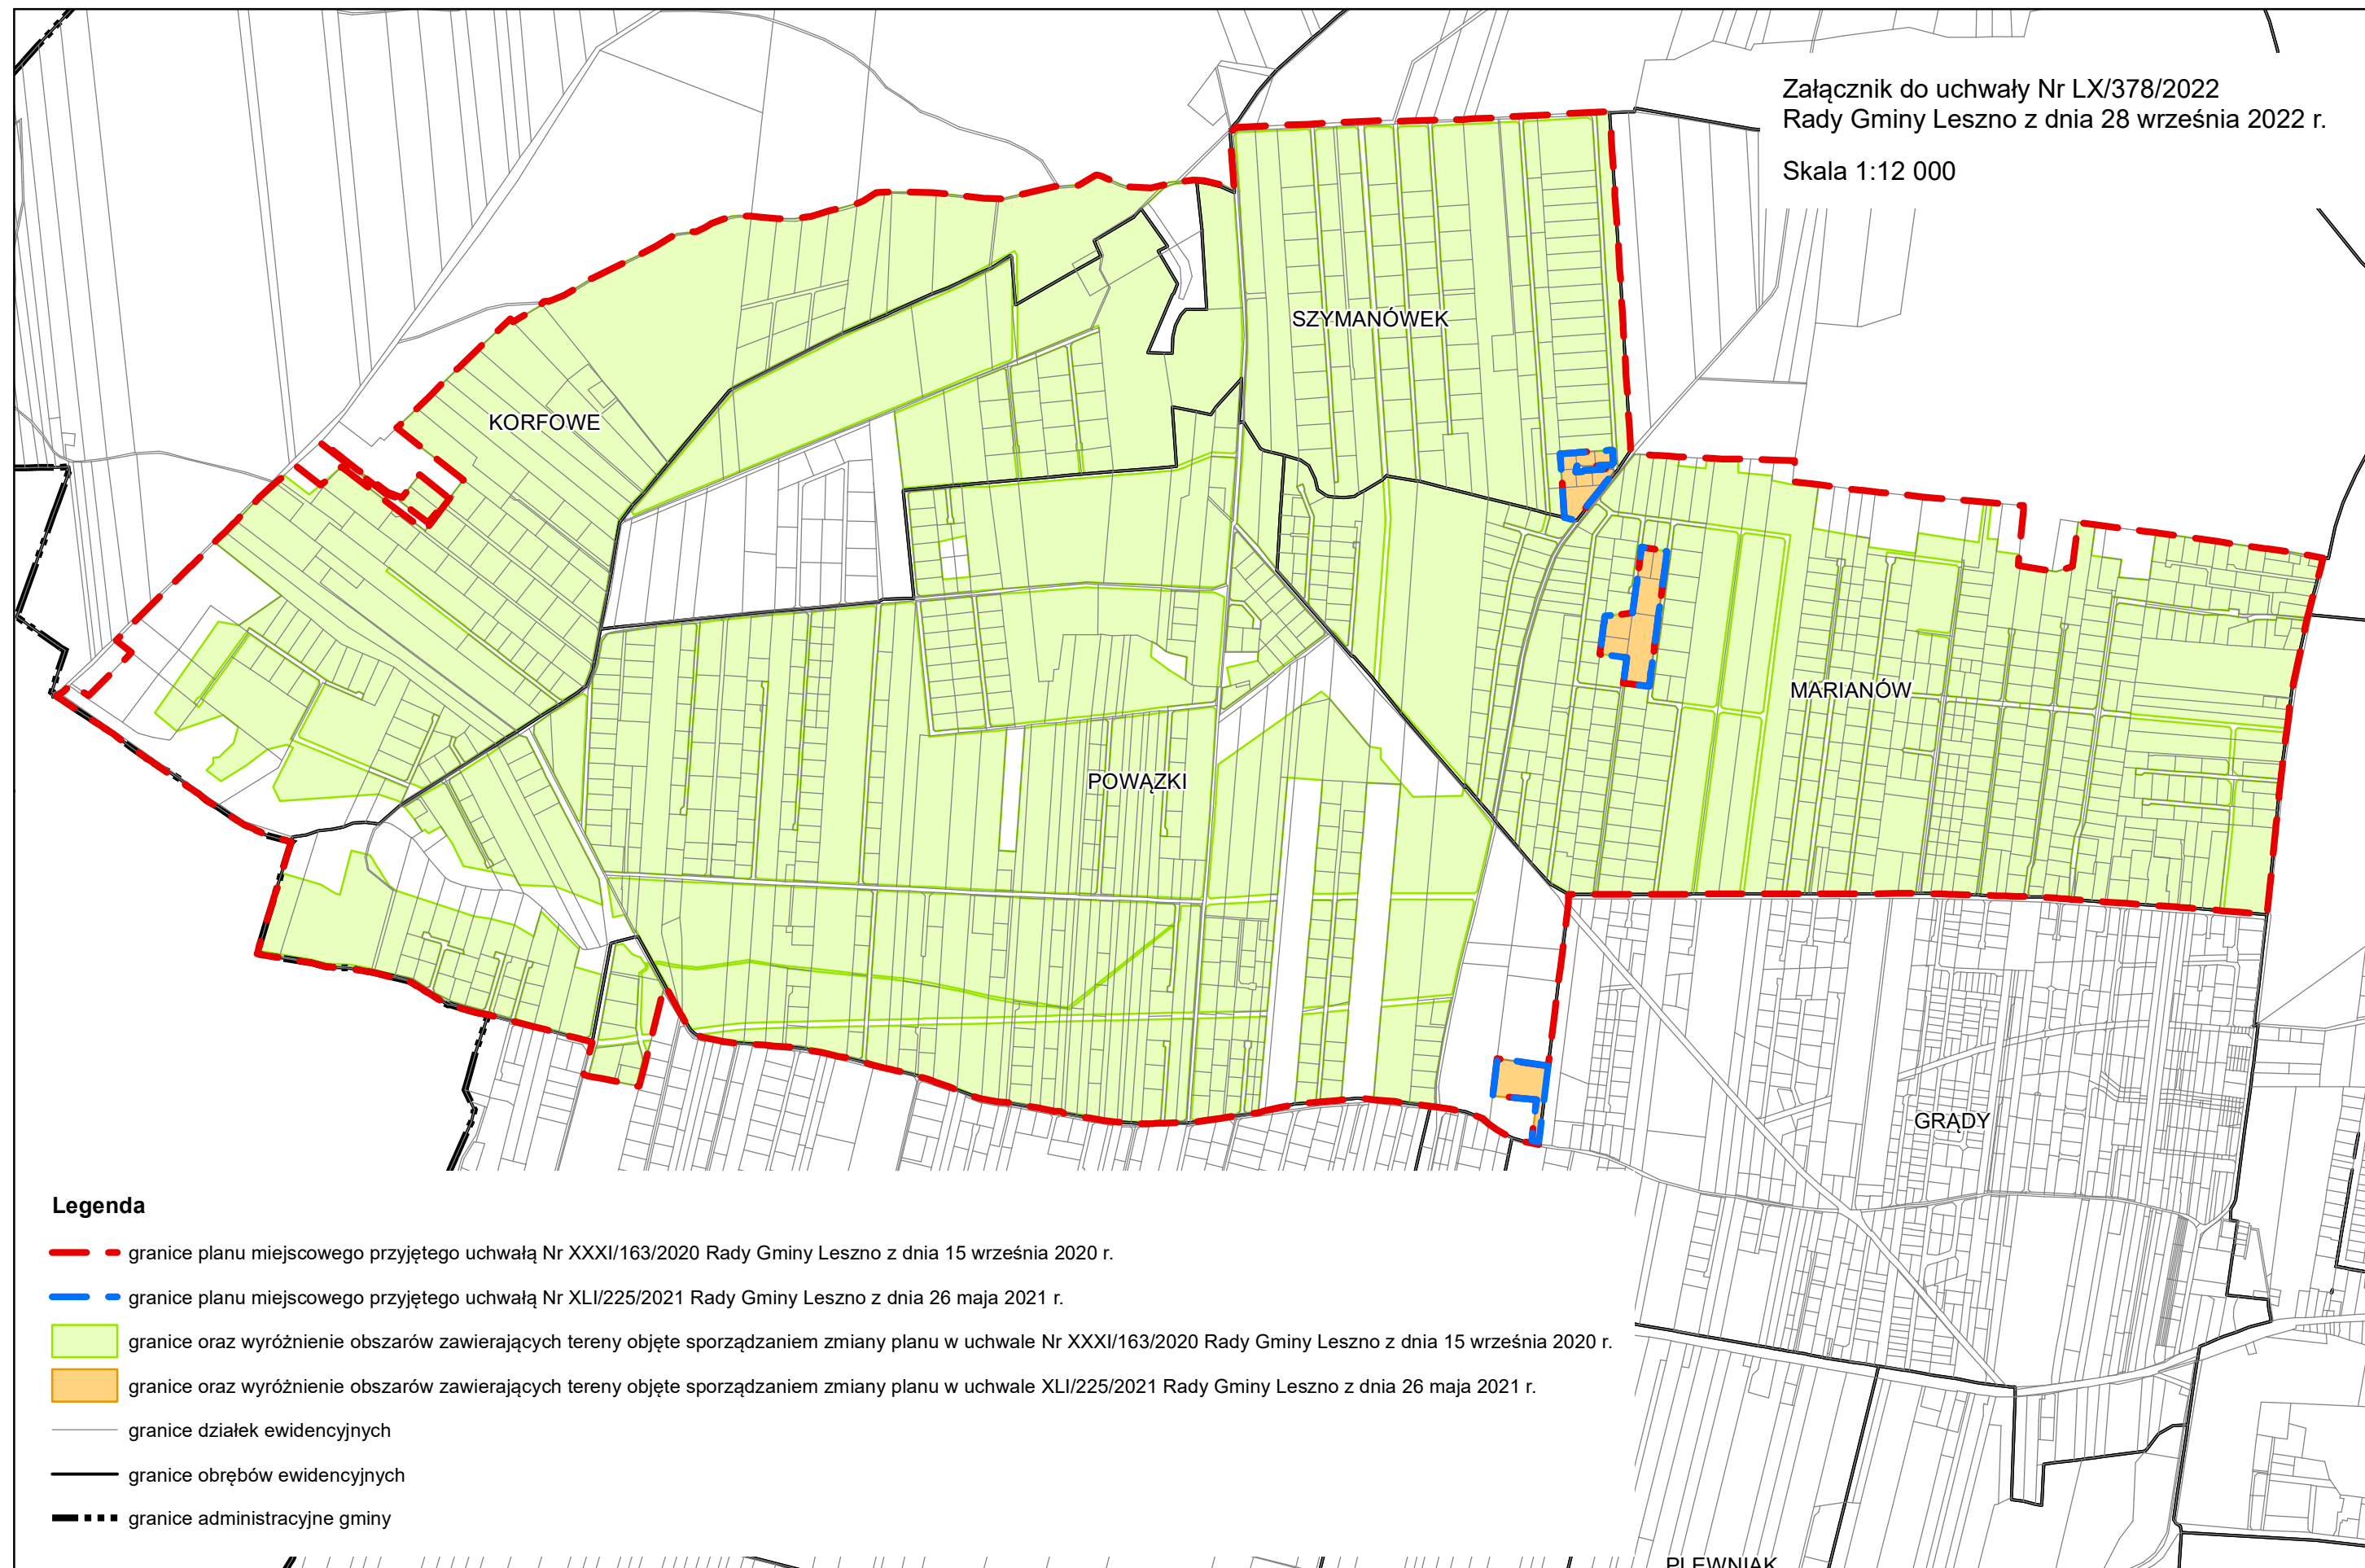 Załącznik do uchwały Nr LX/378/2022
Rady Gminy Leszno z dnia 28 września 2022 r.
Skala 1:12 000
SZYMANÓWEK
KORFOWE
MARIANÓW
POWĄZKI
GRĄDY
Legenda
granice planu miejscowego przyjętego uchwałą Nr XXXI/163/2020 Rady Gminy Leszno z dnia 15 września 2020 r.
granice planu miejscowego przyjętego uchwałą Nr XLI/225/2021 Rady Gminy Leszno z dnia 26 maja 2021 r.
granice oraz wyróżnienie obszarów zawierających tereny objęte sporządzaniem zmiany planu w uchwale Nr XXXI/163/2020 Rady Gminy Leszno z dnia 15 września 2020 r.
granice oraz wyróżnienie obszarów zawierających tereny objęte sporządzaniem zmiany planu w uchwale XLI/225/2021 Rady Gminy Leszno z dnia 26 maja 2021 r.
granice działek ewidencyjnych
granice obrębów ewidencyjnych
granice administracyjne gminy
PLEWNIAK